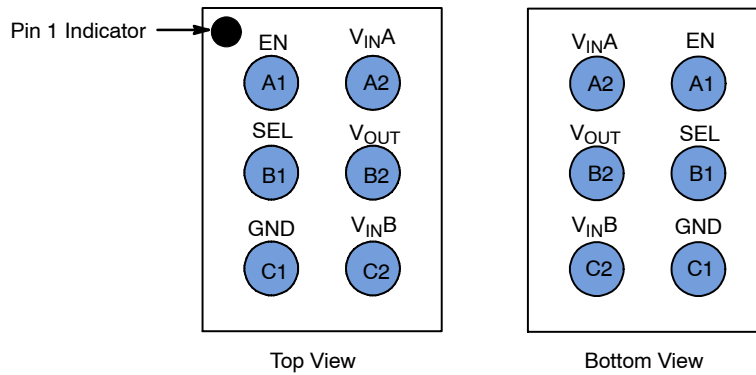 Pin 1 Indicator
EN VINA
A1 A2
SEL VOUT
B1 B2
GND VINB
C1 C2
Top View
VINA EN
A2 A1
VOUT SEL
B2 B1
VINB GND
C2 C1
Bottom View